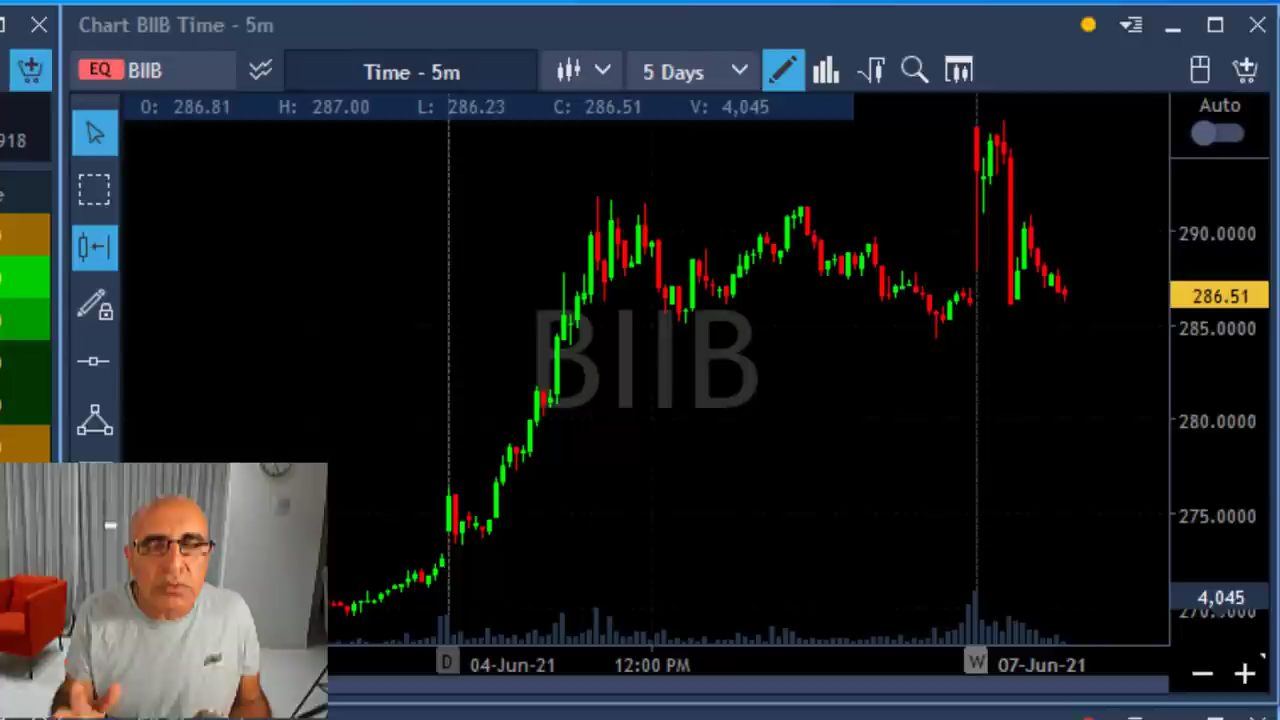 Chart BIIB Time - 5m
EQ BIIB Time - 5m 5 Days
O: 286.81 H: 287.00 L: 286.23 C: 286.51 V: 4,045
Auto
918
290.0000
286.51
285.0000
BIIB
280.0000
275.0000
4,045
D 04-Jun-21 12:00 PM W 07-Jun-21